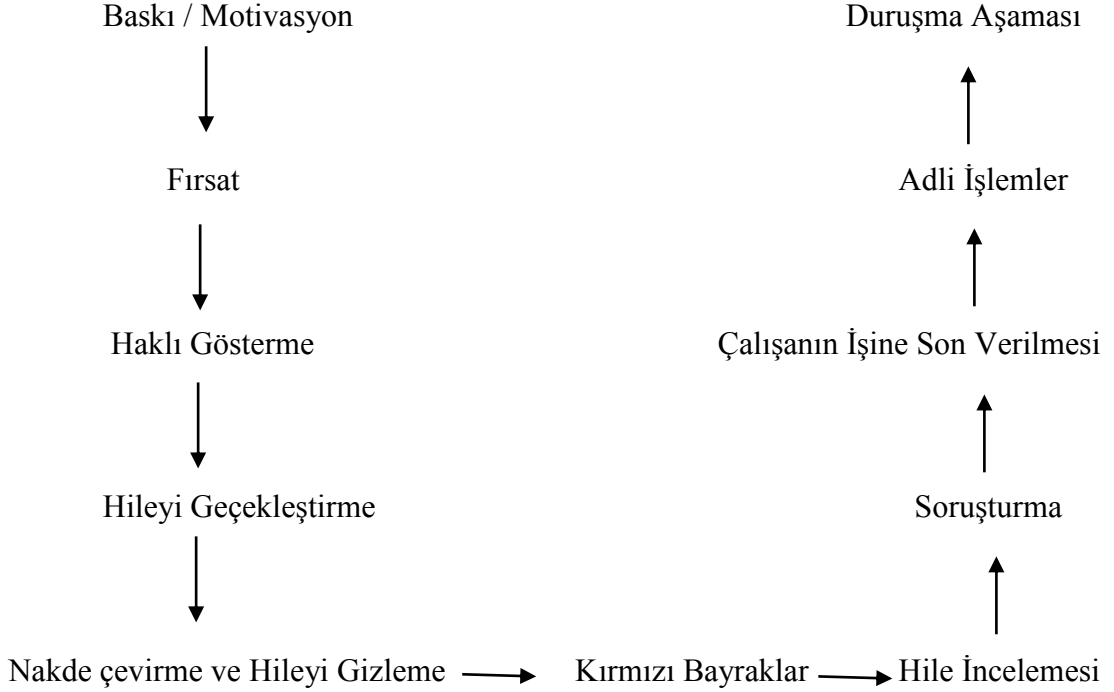 Baskı / Motivasyon
Duruşma Aşaması
Fırsat
Adli İşlemler
Haklı Gösterme
Çalışanın İşine Son Verilmesi
Hileyi Geçekleştirme
Soruşturma
Nakde çevirme ve Hileyi Gizleme
Kırmızı Bayraklar
Hile İncelemesi